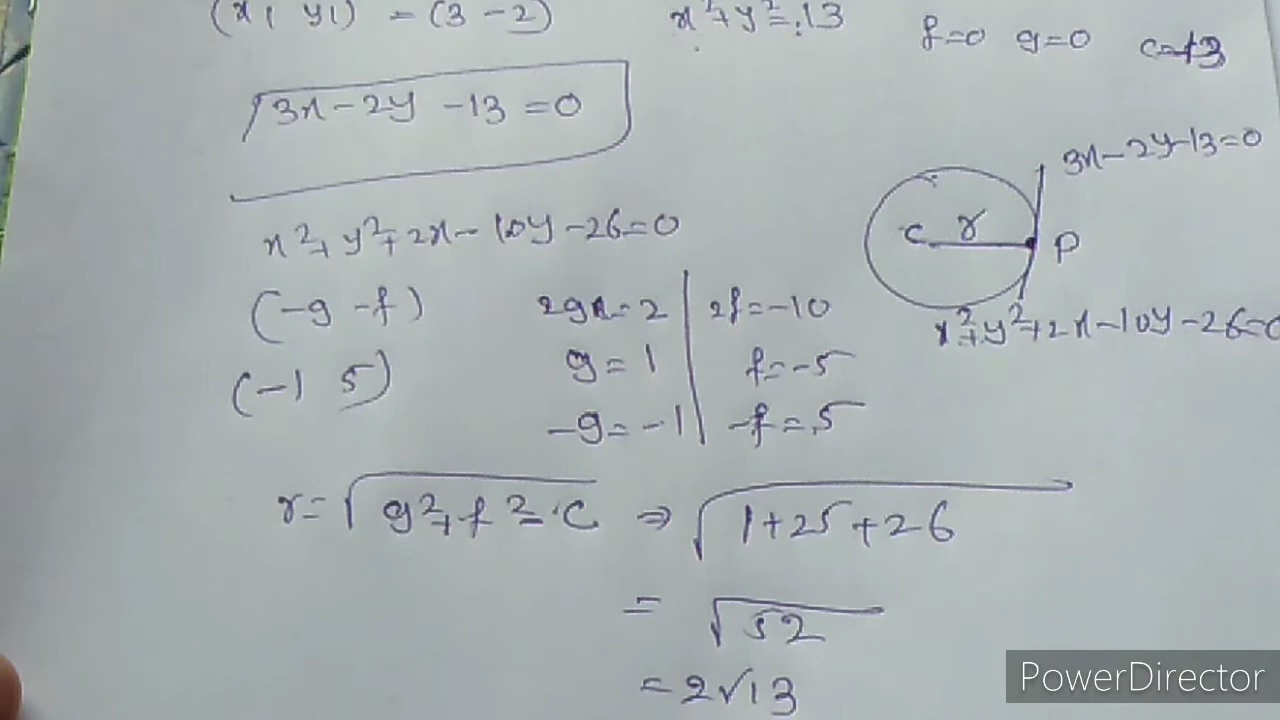 (x1 y1) = (3 -2) x²+y²=13 f=0 g=0 c=-13
3x-2y-13=0
3x-2y-13=0
x²+y²+2x-10y-26=0
c r P
(-g -f) 2gx=2 2f=-10
x²+y²+2x-10y-26=0
(-1 5) g=1 f=-5
-g=-1 -f=5
r=√g²+f²-c ⇒ √1+25+26
= √52
=2√13
PowerDirector